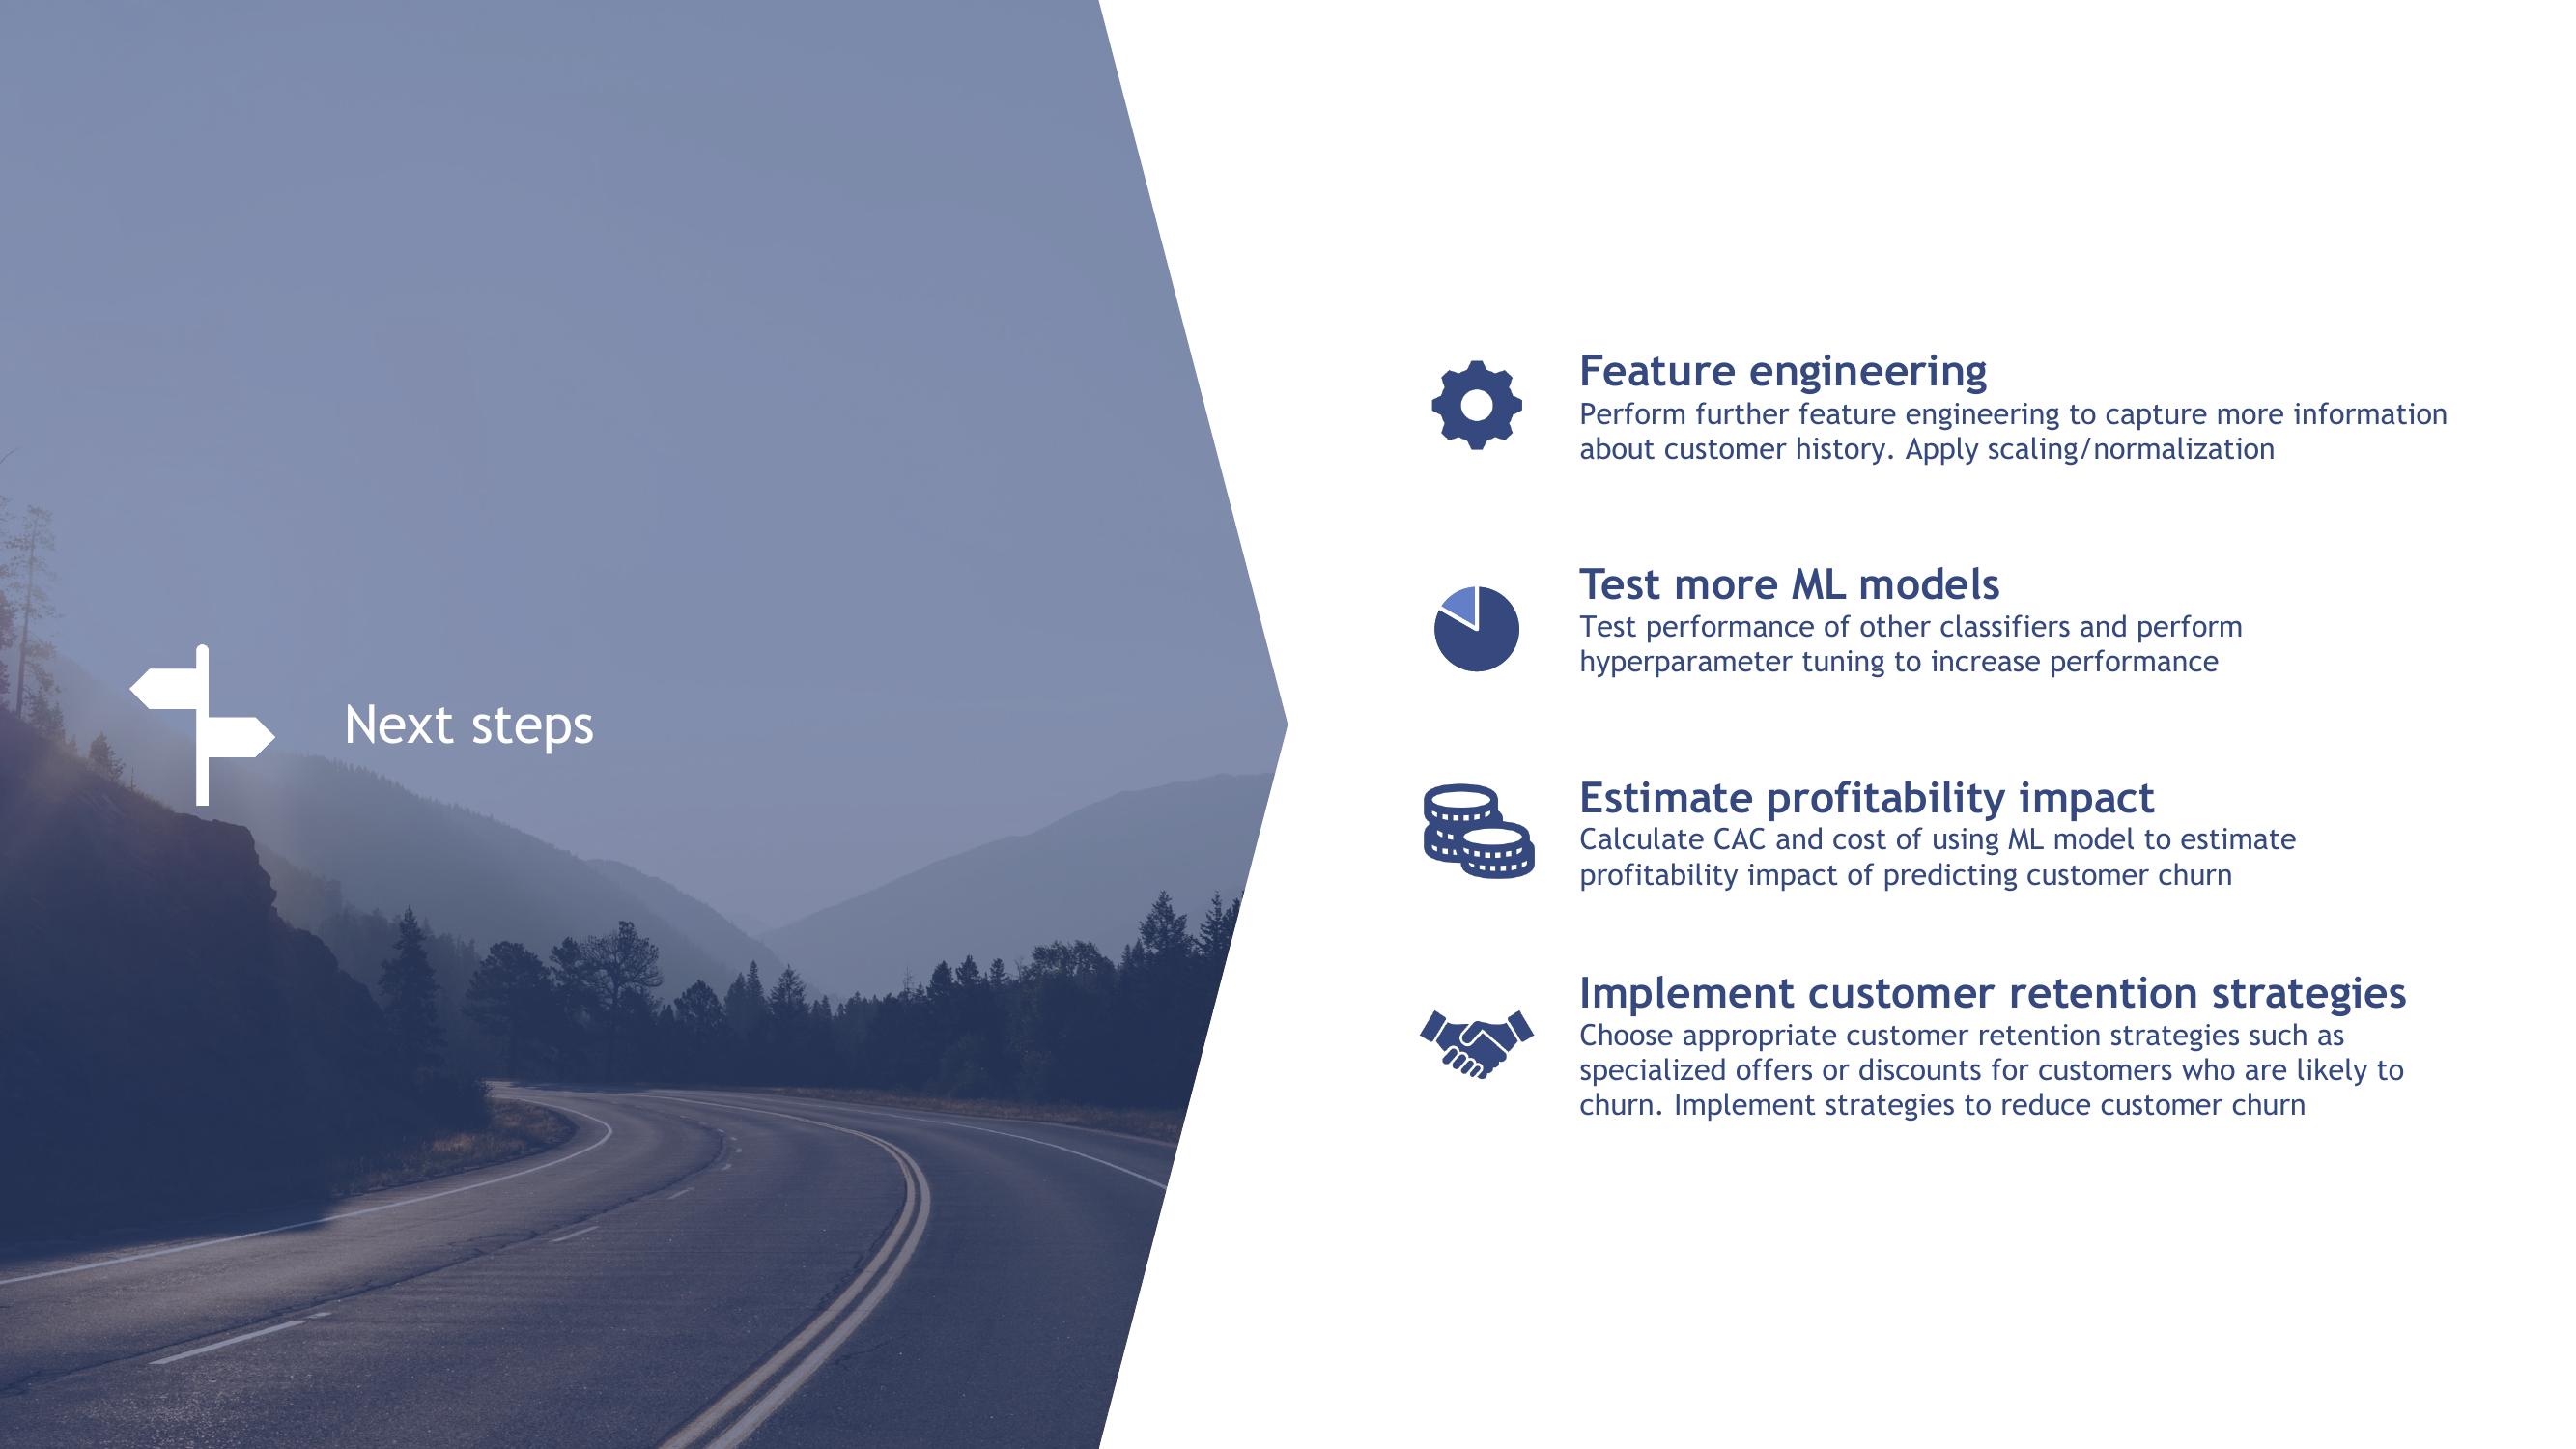 Next steps
Feature engineering
Perform further feature engineering to capture more information
about customer history. Apply scaling/normalization
Test more ML models
Test performance of other classifiers and perform
hyperparameter tuning to increase performance
Estimate profitability impact
Calculate CAC and cost of using ML model to estimate
profitability impact of predicting customer churn
Implement customer retention strategies
Choose appropriate customer retention strategies such as
specialized offers or discounts for customers who are likely to
churn. Implement strategies to reduce customer churn